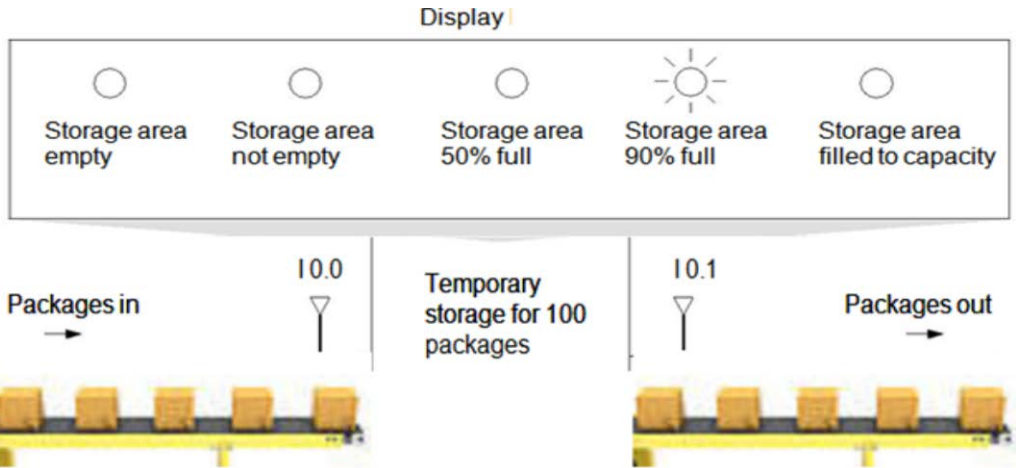 Display
Storage area
empty
Storage area
not empty
Storage area
50% full
Storage area
90% full
Storage area
filled to capacity
I 0.0
I 0.1
Packages in
Temporary
storage for 100
packages
Packages out